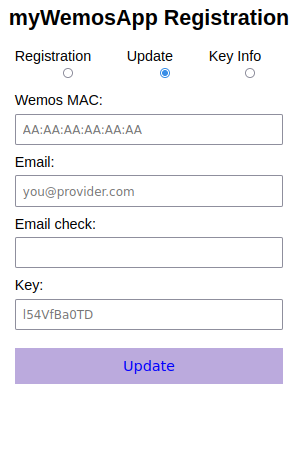 myWemosApp Registration
Registration Update Key Info
Wemos MAC:
AA:AA:AA:AA:AA:AA
Email:
you@provider.com
Email check:
Key:
l54VfBa0TD
Update